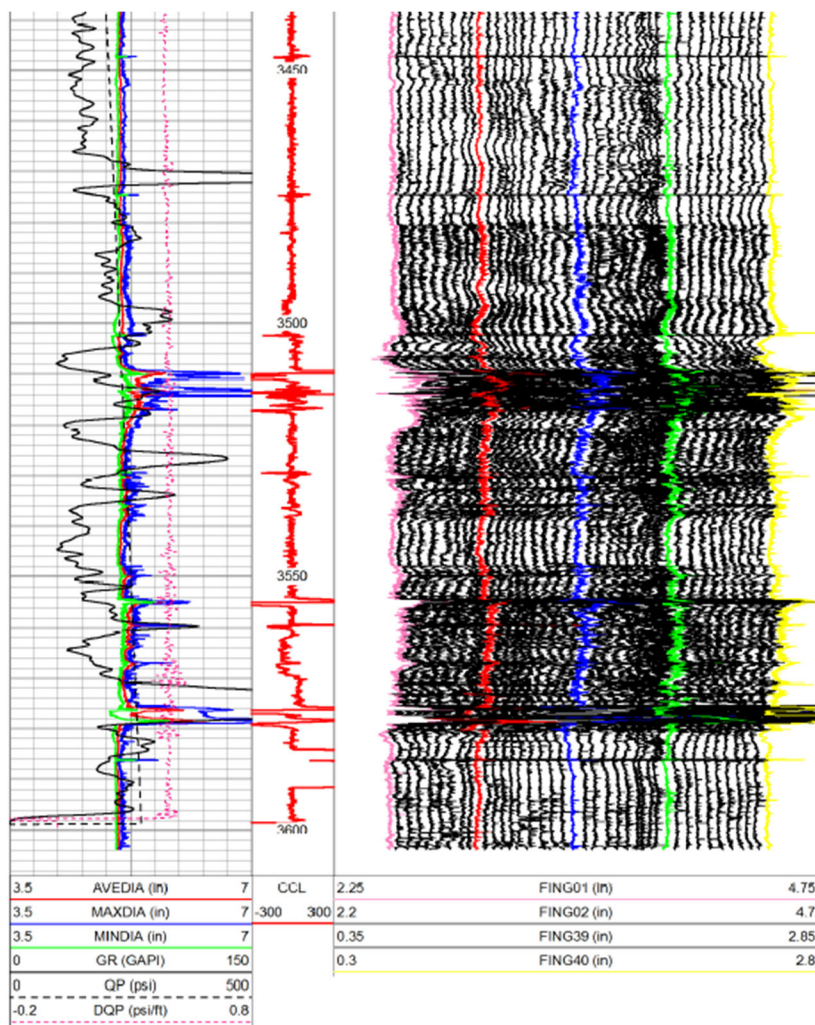 3450
3500
3550
3600
3.5 AVEDIA (in) 7 CCL 2.25 FING01 (in) 4.75
3.5 MAXDIA (in) 7 -300 300 2.2 FING02 (in) 4.7
3.5 MINDIA (in) 7 0.35 FING39 (in) 2.85
0 GR (GAPI) 150 0.3 FING40 (in) 2.8
0 QP (psi) 500
-0.2 DQP (psi/ft) 0.8